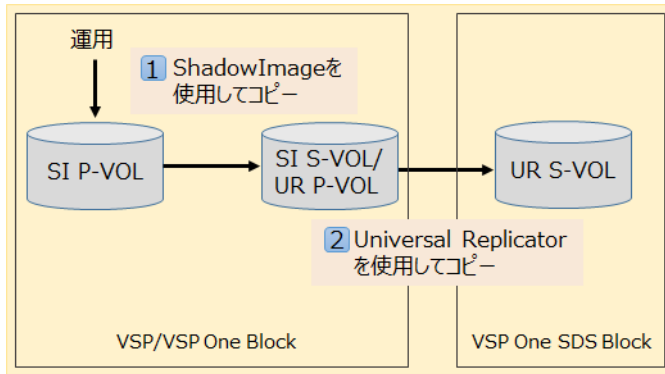 運用
1 ShadowImageを
使用してコピー
SI P-VOL
SI S-VOL/
UR P-VOL
UR S-VOL
2 Universal Replicator
を使用してコピー
VSP/VSP One Block
VSP One SDS Block